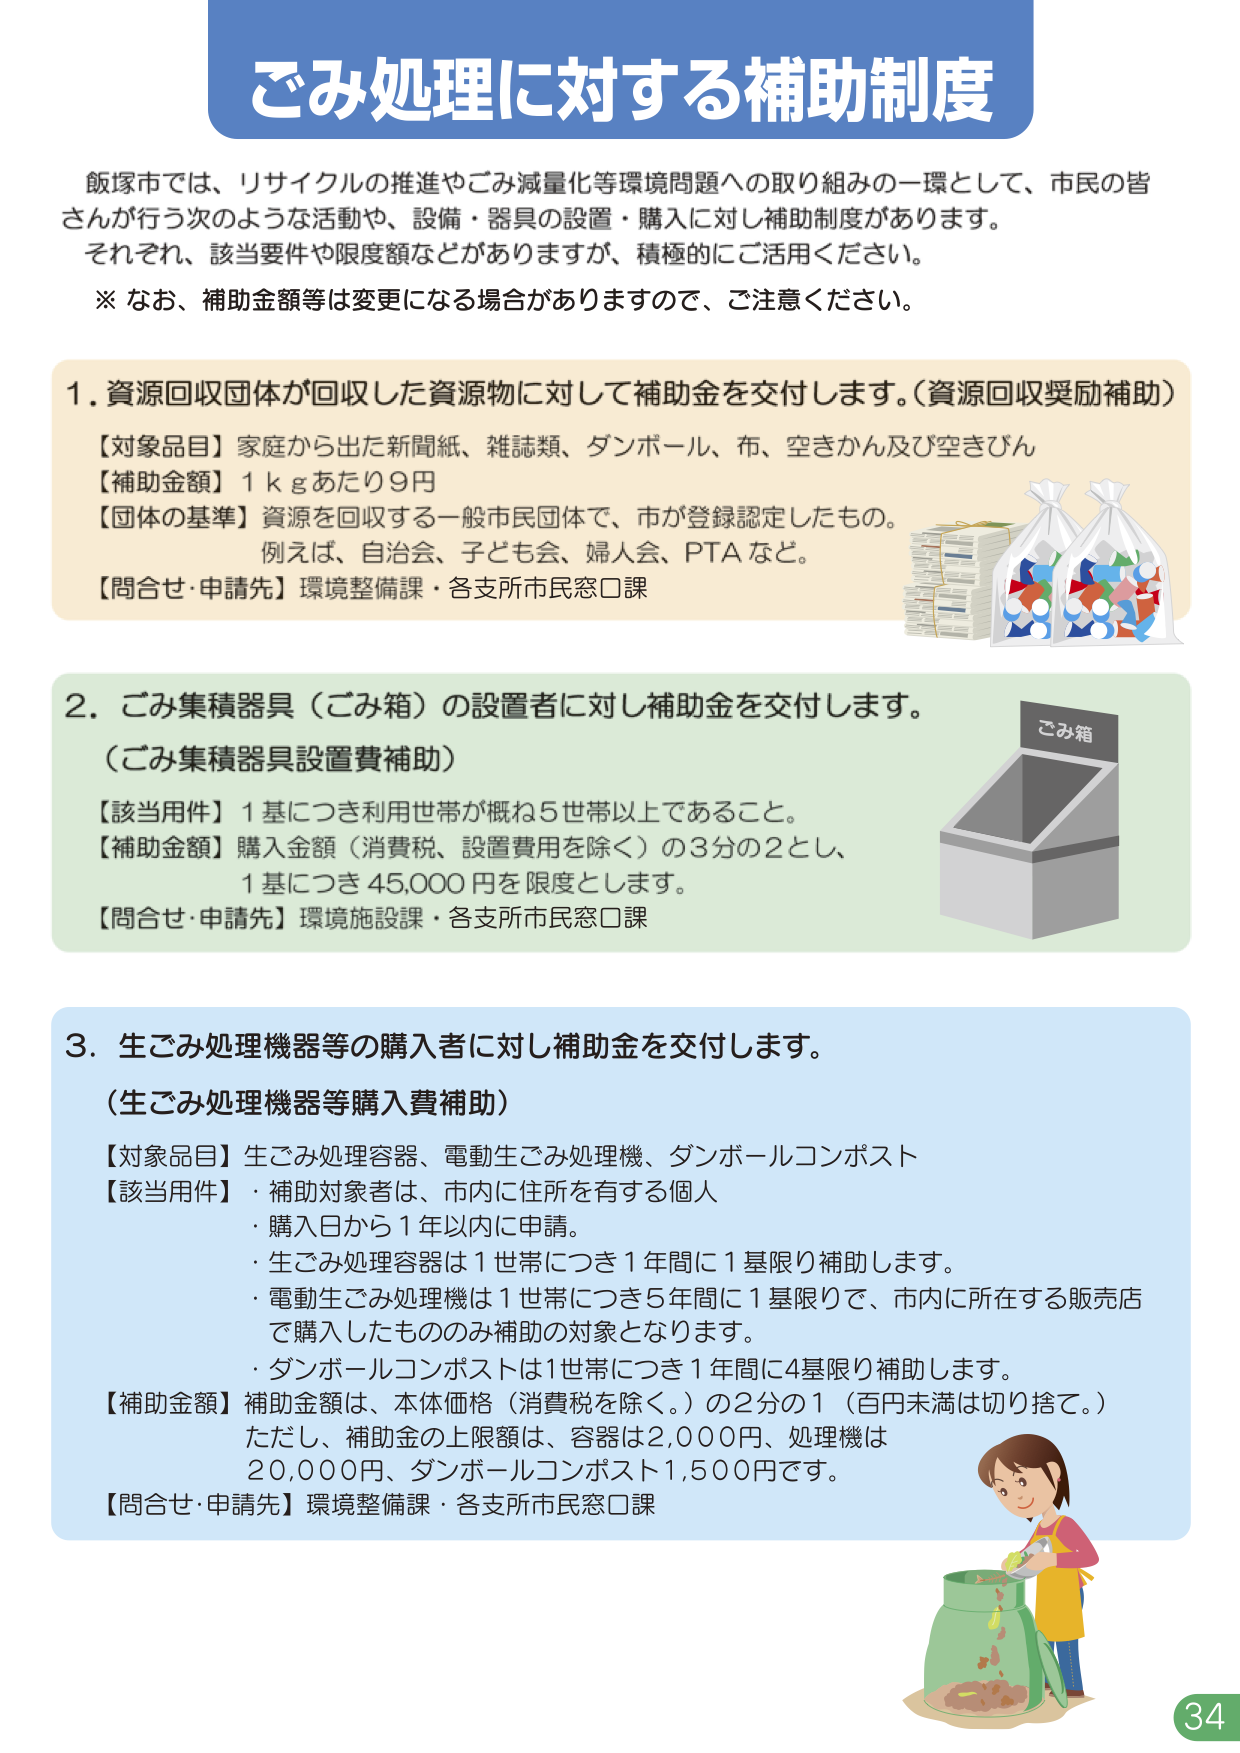 ごみ処理に対する補助制度
飯塚市では、リサイクルの推進やごみ減量化等環境問題への取り組みの一環として、市民の皆
さんが行う次のような活動や、設備・器具の設置・購入に対し補助制度があります。
それぞれ、該当要件や限度額などがありますが、積極的にご活用ください。
※ なお、補助金額等は変更になる場合がありますので、ご注意ください。
１．資源回収団体が回収した資源物に対して補助金を交付します。（資源回収奨励補助）
【対象品目】家庭から出た新聞紙、雑誌類、ダンボール、布、空きかん及び空きびん
【補助金額】１ｋｇあたり９円
【団体の基準】資源を回収する一般市民団体で、市が登録認定したもの。
例えば、自治会、子ども会、婦人会、PTA など。
【問合せ・申請先】環境整備課・各支所市民窓口課
２．ごみ集積器具（ごみ箱）の設置者に対し補助金を交付します。
（ごみ集積器具設置費補助）
ごみ箱
【該当用件】１基につき利用世帯が概ね５世帯以上であること。
【補助金額】購入金額（消費税、設置費用を除く）の３分の２とし、
１基につき 45,000 円を限度とします。
【問合せ・申請先】環境施設課・各支所市民窓口課
３．生ごみ処理機器等の購入者に対し補助金を交付します。
（生ごみ処理機器等購入費補助）
【対象品目】生ごみ処理容器、電動生ごみ処理機、ダンボールコンポスト
【該当用件】・補助対象者は、市内に住所を有する個人
・購入日から１年以内に申請。
・生ごみ処理容器は１世帯につき１年間に１基限り補助します。
・電動生ごみ処理機は１世帯につき５年間に１基限りで、市内に所在する販売店
で購入したもののみ補助の対象となります。
・ダンボールコンポストは1世帯につき１年間に4基限り補助します。
【補助金額】補助金額は、本体価格（消費税を除く。）の２分の１（百円未満は切り捨て。）
ただし、補助金の上限額は、容器は２,０００円、処理機は
２０,０００円、ダンボールコンポスト１,５００円です。
【問合せ・申請先】環境整備課・各支所市民窓口課
34